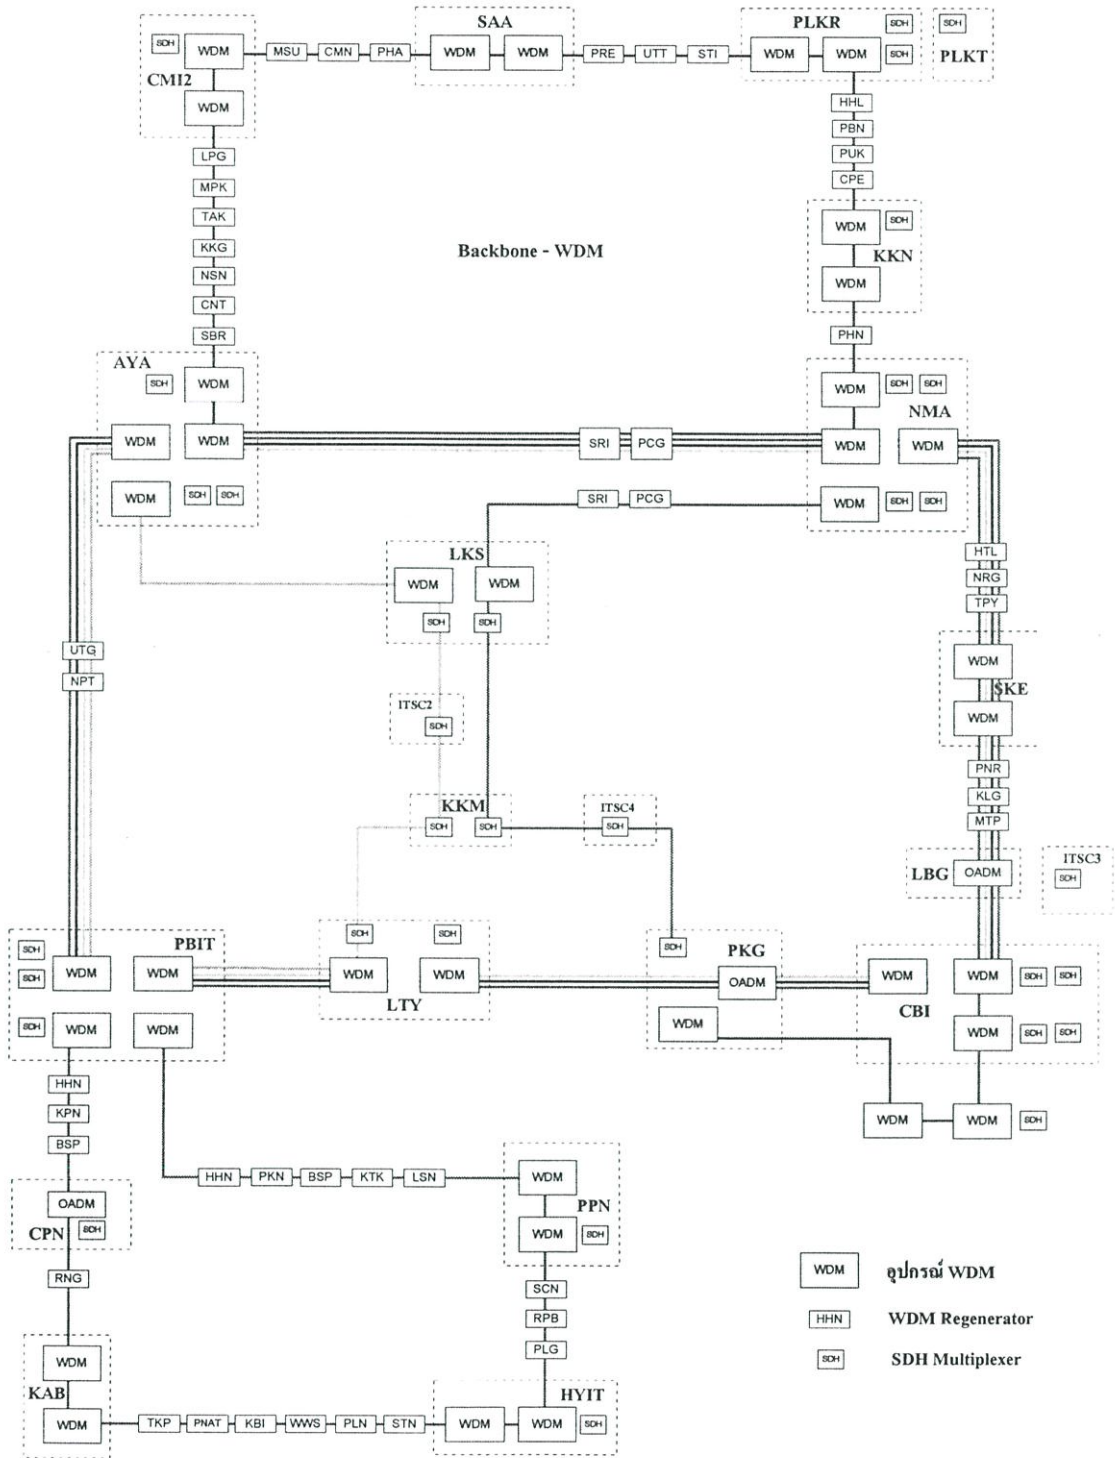 SAA
PLKR
SDH
SDH
SDH
WDM
MSU
CMN
PHA
WDM
WDM
PRE
UTT
STI
WDM
WDM
SDH
PLKT
CMI2
WDM
HHL
PBN
PUK
CPE
LPG
MPK
TAK
KKG
NSN
CNT
SBR
Backbone - WDM
WDM
SDH
KKN
WDM
PHN
AYA
SDH
WDM
WDM
SDH
SDH
NMA
WDM
WDM
SRI
PCG
WDM
WDM
WDM
SDH
SDH
SRI
PCG
WDM
SDH
SDH
LKS
WDM
WDM
SDH
SDH
HTL
NRG
TPY
UTG
NPT
WDM
SKE
WDM
ITSC2
SDH
PNR
KLG
MTP
KKM
SDH
SDH
ITSC4
SDH
LBG
OADM
ITSC3
SDH
PBIT
SDH
SDH
WDM
WDM
SDH
WDM
WDM
SDH
SDH
WDM
WDM
LTY
SDH
PKG
OADM
WDM
WDM
WDM
SDH
SDH
CBI
WDM
SDH
SDH
WDM
WDM
SDH
HHN
KPN
BSP
HHN
PKN
BSP
KTK
LSN
WDM
PPN
WDM
SDH
OADM
CPN
SDH
RNG
SCN
RPB
PLG
WDM
KAB
WDM
TKP
PNAT
KBI
WWS
PLN
STN
HYIT
WDM
WDM
SDH
WDM อุปกรณ์ WDM
HHN WDM Regenerator
SDH SDH Multiplexer